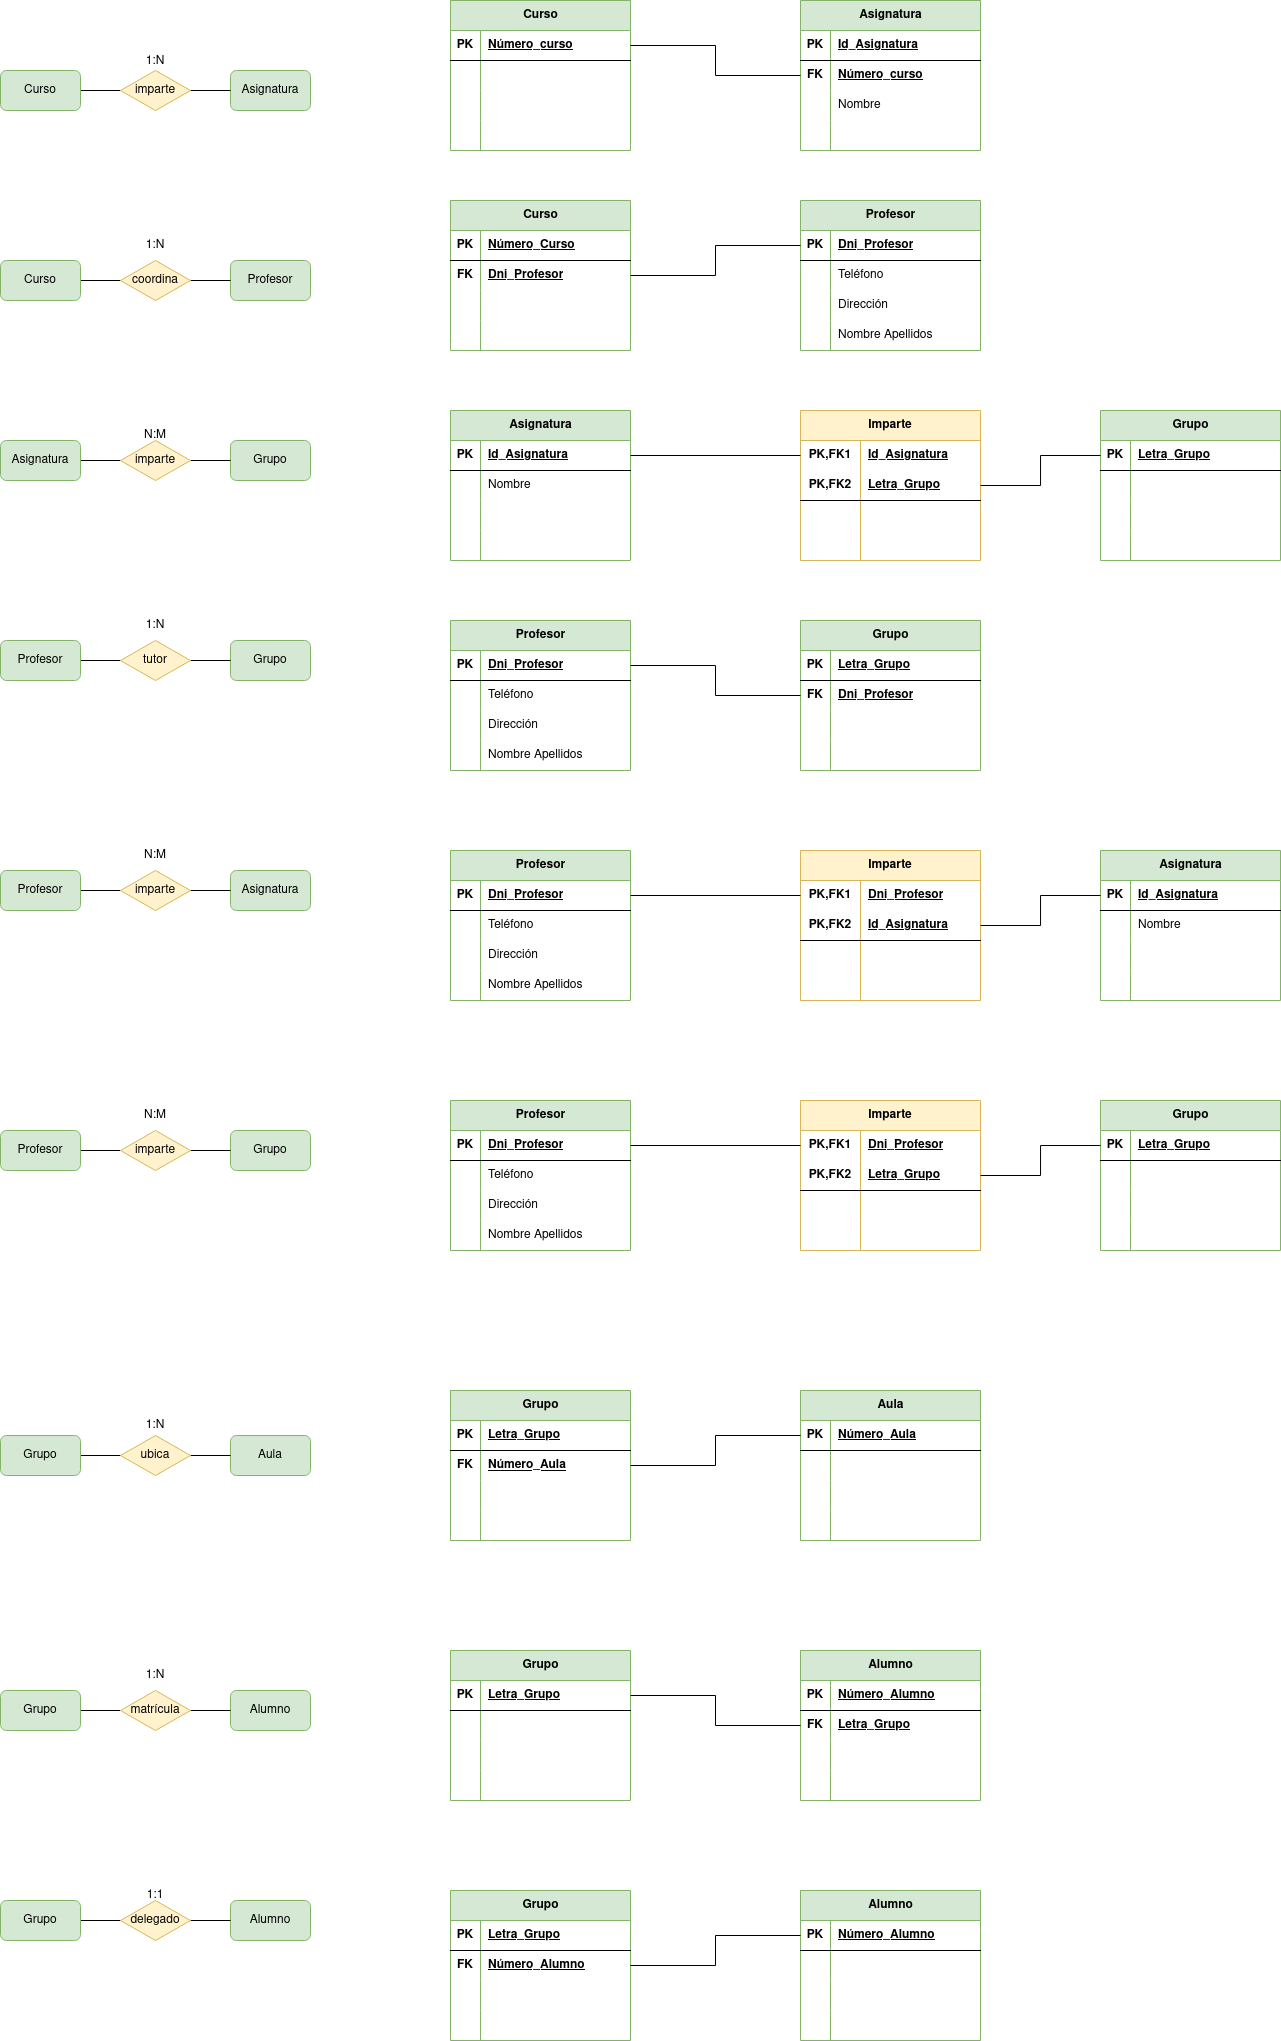 1:N
Curso
imparte
Asignatura
Curso
PK Número_curso
Asignatura
PK Id_Asignatura
FK Número_curso
Nombre
1:N
Curso
coordina
Profesor
Curso
PK Número_Curso
FK Dni_Profesor
Profesor
PK Dni_Profesor
Teléfono
Dirección
Nombre Apellidos
N:M
Asignatura
imparte
Grupo
Asignatura
PK Id_Asignatura
Nombre
Imparte
PK,FK1 Id_Asignatura
PK,FK2 Letra_Grupo
Grupo
PK Letra_Grupo
1:N
Profesor
tutor
Grupo
Profesor
PK Dni_Profesor
Teléfono
Dirección
Nombre Apellidos
Grupo
PK Letra_Grupo
FK Dni_Profesor
N:M
Profesor
imparte
Asignatura
Profesor
PK Dni_Profesor
Teléfono
Dirección
Nombre Apellidos
Imparte
PK,FK1 Dni_Profesor
PK,FK2 Id_Asignatura
Asignatura
PK Id_Asignatura
Nombre
N:M
Profesor
imparte
Grupo
Profesor
PK Dni_Profesor
Teléfono
Dirección
Nombre Apellidos
Imparte
PK,FK1 Dni_Profesor
PK,FK2 Letra_Grupo
Grupo
PK Letra_Grupo
1:N
Grupo
ubica
Aula
Grupo
PK Letra_Grupo
FK Número_Aula
Aula
PK Número_Aula
1:N
Grupo
matrícula
Alumno
Grupo
PK Letra_Grupo
Alumno
PK Número_Alumno
FK Letra_Grupo
1:1
Grupo
delegado
Alumno
Grupo
PK Letra_Grupo
FK Número_Alumno
Alumno
PK Número_Alumno